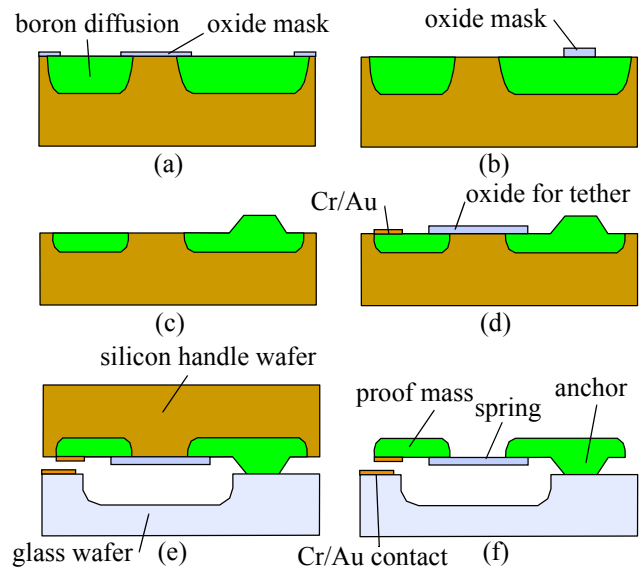 boron diffusion oxide mask
oxide mask
(a)
(b)
Cr/Au
oxide for tether
(c)
(d)
silicon handle wafer
proof mass
spring
anchor
glass wafer
(e)
Cr/Au contact
(f)